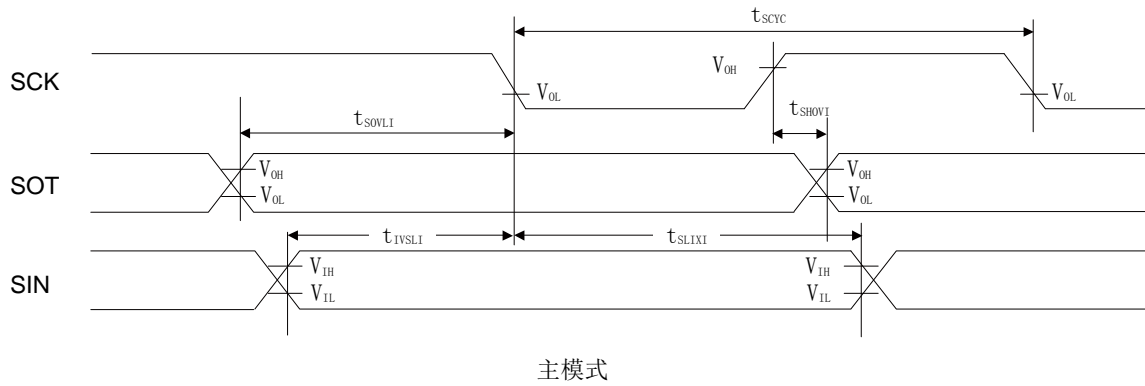 tSCYC
SCK
VOH
VOL
VOL
tSHOVI
tSOVLI
SOT
VOH
VOL
VOH
VOL
tIVSLI
tSLIXI
SIN
VIH
VIL
VIH
VIL
主模式